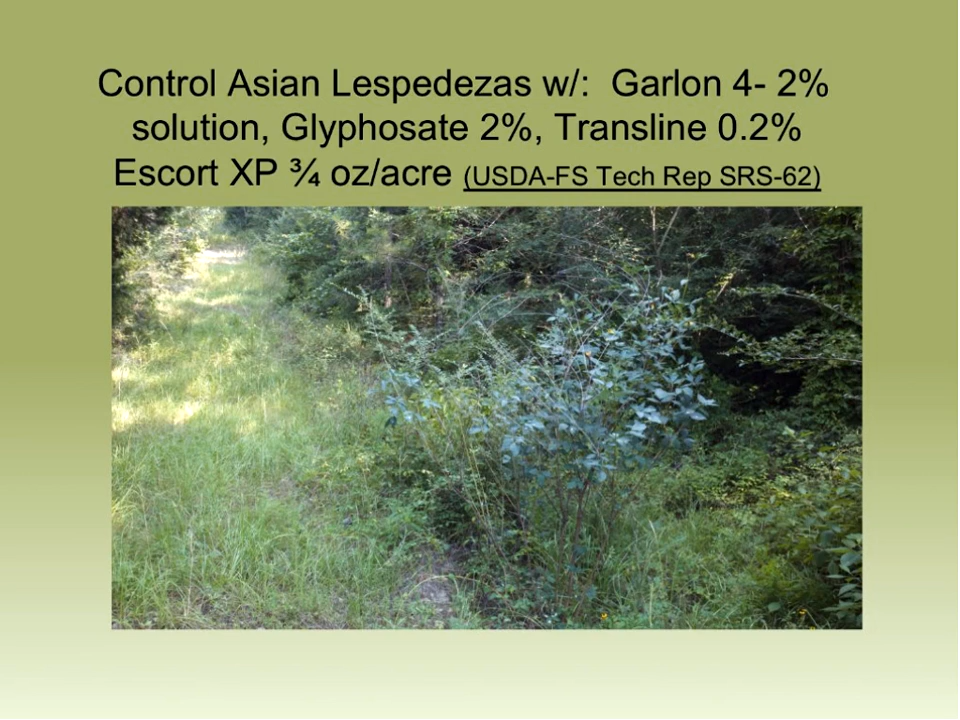 Control Asian Lespedezas w/:  Garlon 4- 2%
solution, Glyphosate 2%, Transline 0.2%
Escort XP ¾ oz/acre (USDA-FS Tech Rep SRS-62)